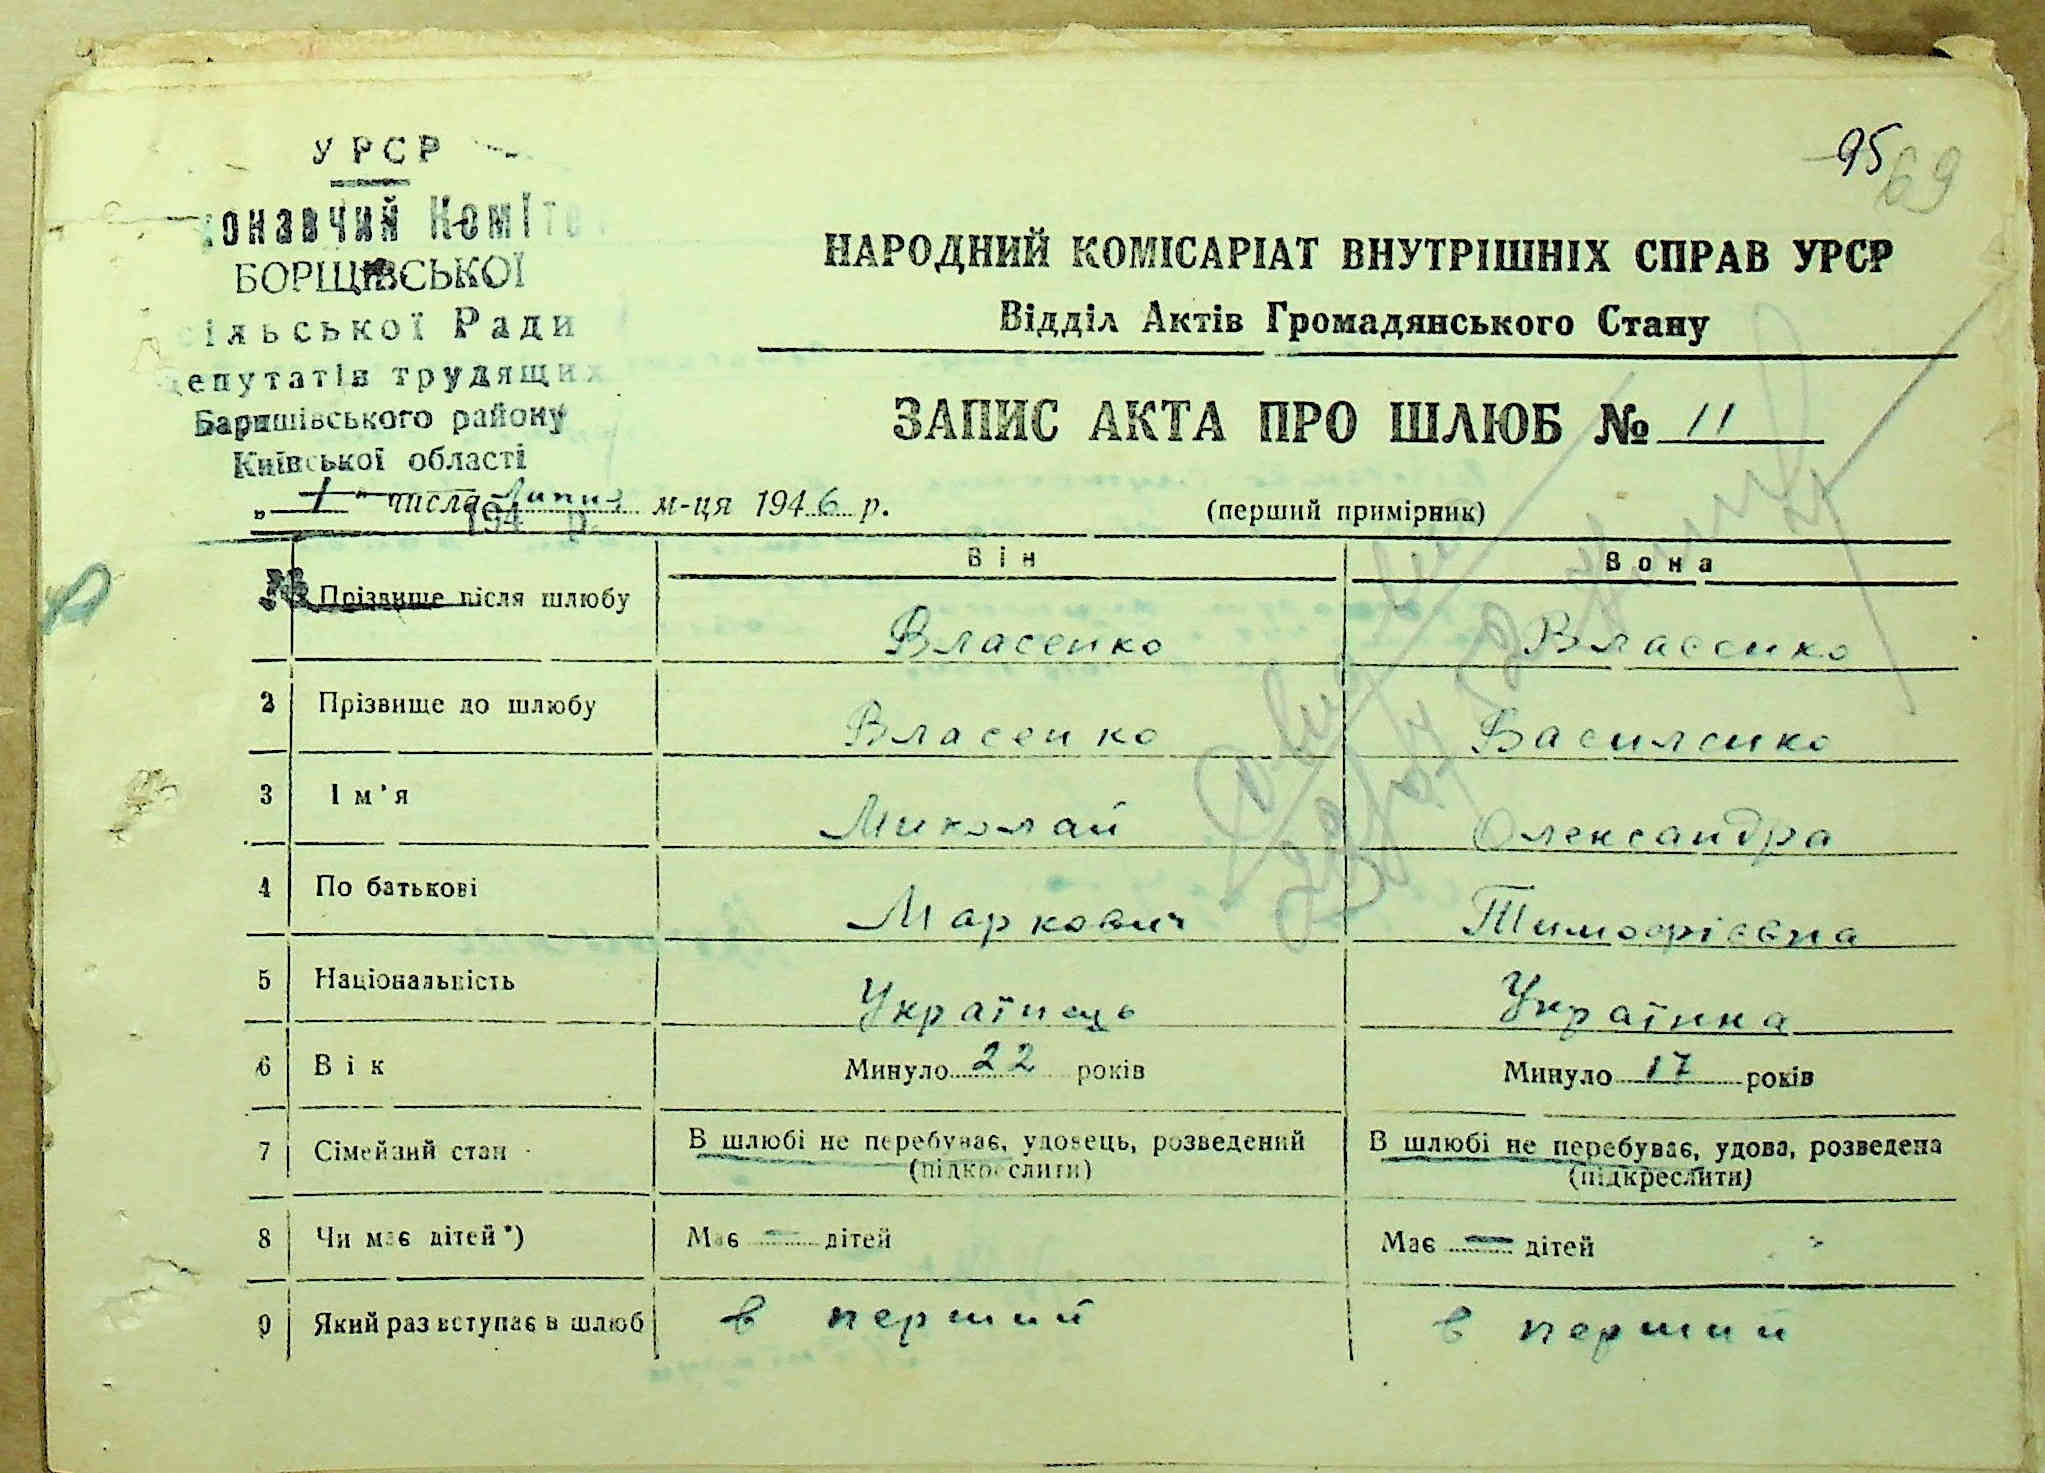 95 69
УРСР
конавчий Коміте
БОРЩІВСЬКОЇ
сільської Ради
депутатів трудящих
Баришівського району
Київської області
194 р.
НАРОДНИЙ КОМІСАРІАТ ВНУТРІШНІХ СПРАВ УРСР
Відділ Актів Громадянського Стану
ЗАПИС АКТА ПРО ШЛЮБ № 11
„ 1 " числа Липня м-ця 1946 р. (перший примірник)
Він Вона
Прізвище після шлюбу Власенко Власенко
2 Прізвище до шлюбу Власенко Василенко
3 Ім'я Миколай Олександра
4 По батькові Маркович Тимофієвна
5 Національність Українець Українка
6 Вік Минуло 22 років Минуло 17 років
7 Сімейний стан В шлюбі не перебуває, удовець, розведений (підкреслити) В шлюбі не перебуває, удова, розведена (підкреслити)
8 Чи має дітей*) Має — дітей Має — дітей
9 Який раз вступає в шлюб в перший в перший